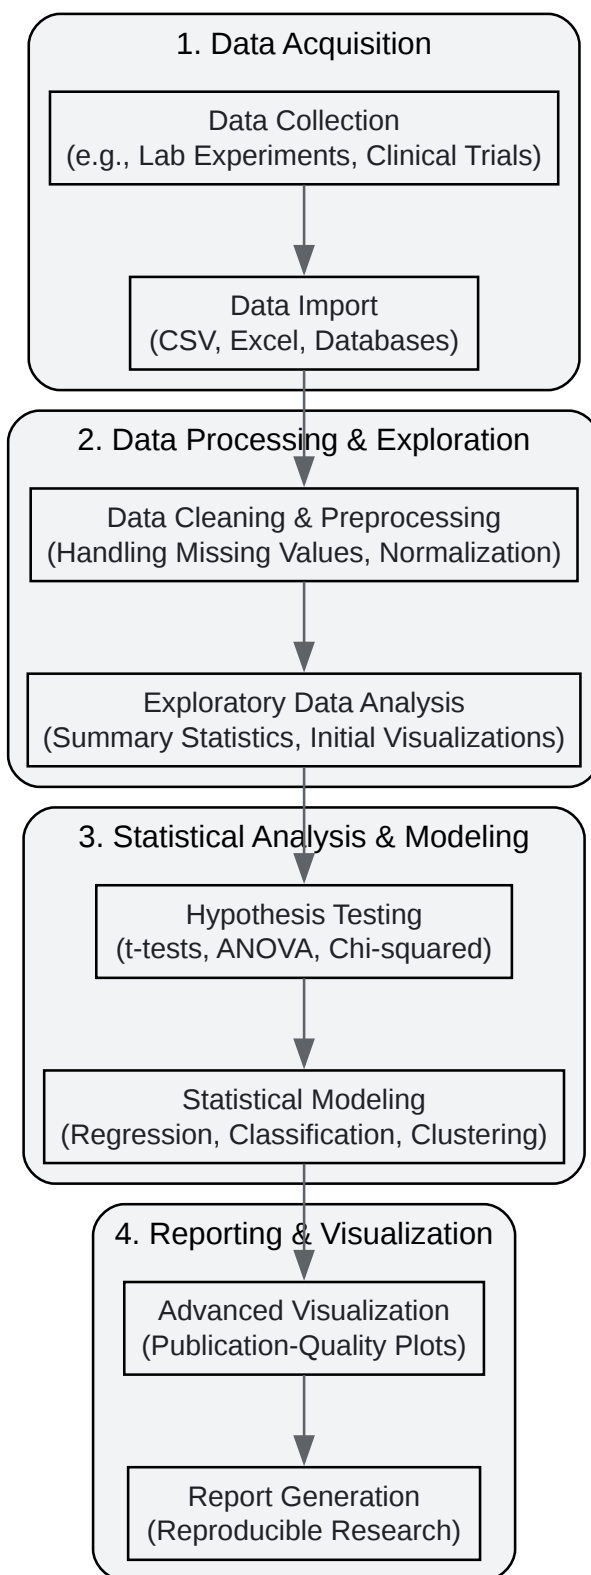 1. Data Acquisition
Data Collection
(e.g., Lab Experiments, Clinical Trials)
Data Import
(CSV, Excel, Databases)
2. Data Processing & Exploration
Data Cleaning & Preprocessing
(Handling Missing Values, Normalization)
Exploratory Data Analysis
(Summary Statistics, Initial Visualizations)
3. Statistical Analysis & Modeling
Hypothesis Testing
(t-tests, ANOVA, Chi-squared)
Statistical Modeling
(Regression, Classification, Clustering)
4. Reporting & Visualization
Advanced Visualization
(Publication-Quality Plots)
Report Generation
(Reproducible Research)